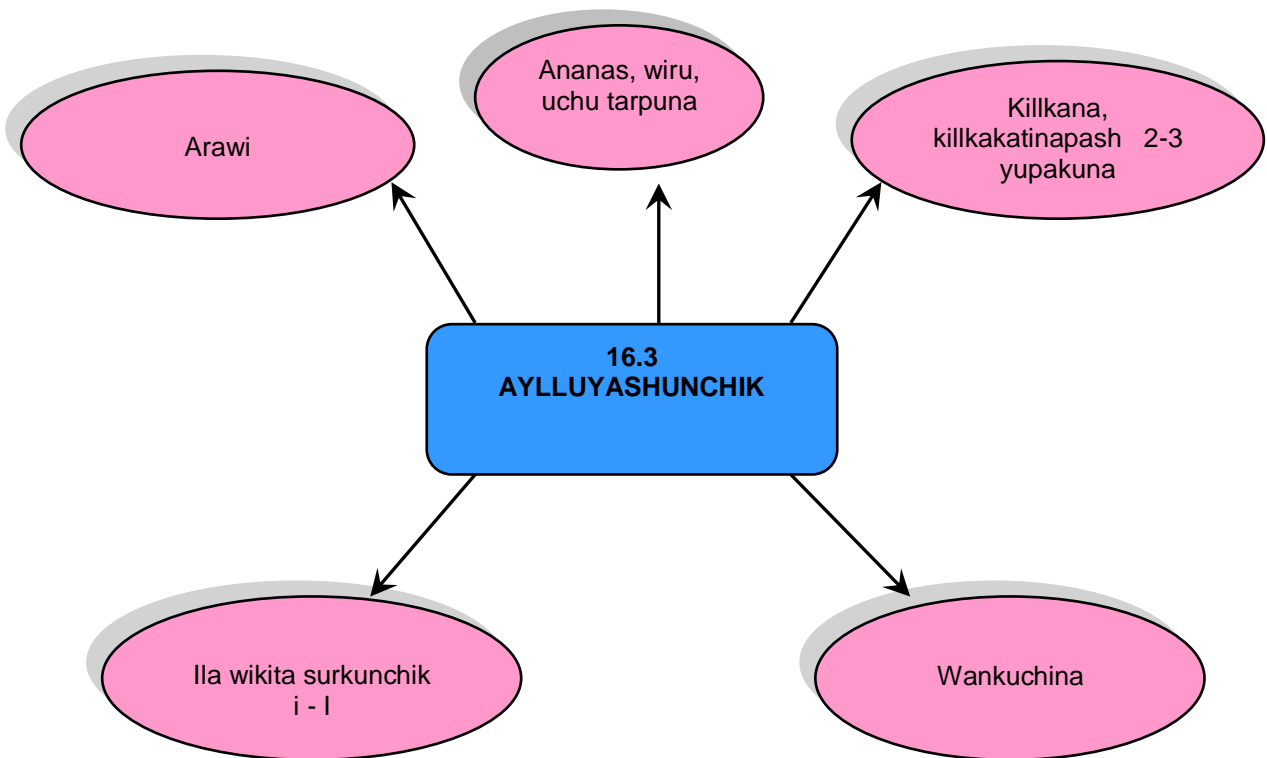 Ananas, wiru,
uchu tarpuna
Arawi
Killkana,
killkakatinapash 2-3
yupakuna
16.3
AYLLUYASHUNCHIK
Ila wikita surkunchik
i - I
Wankuchina